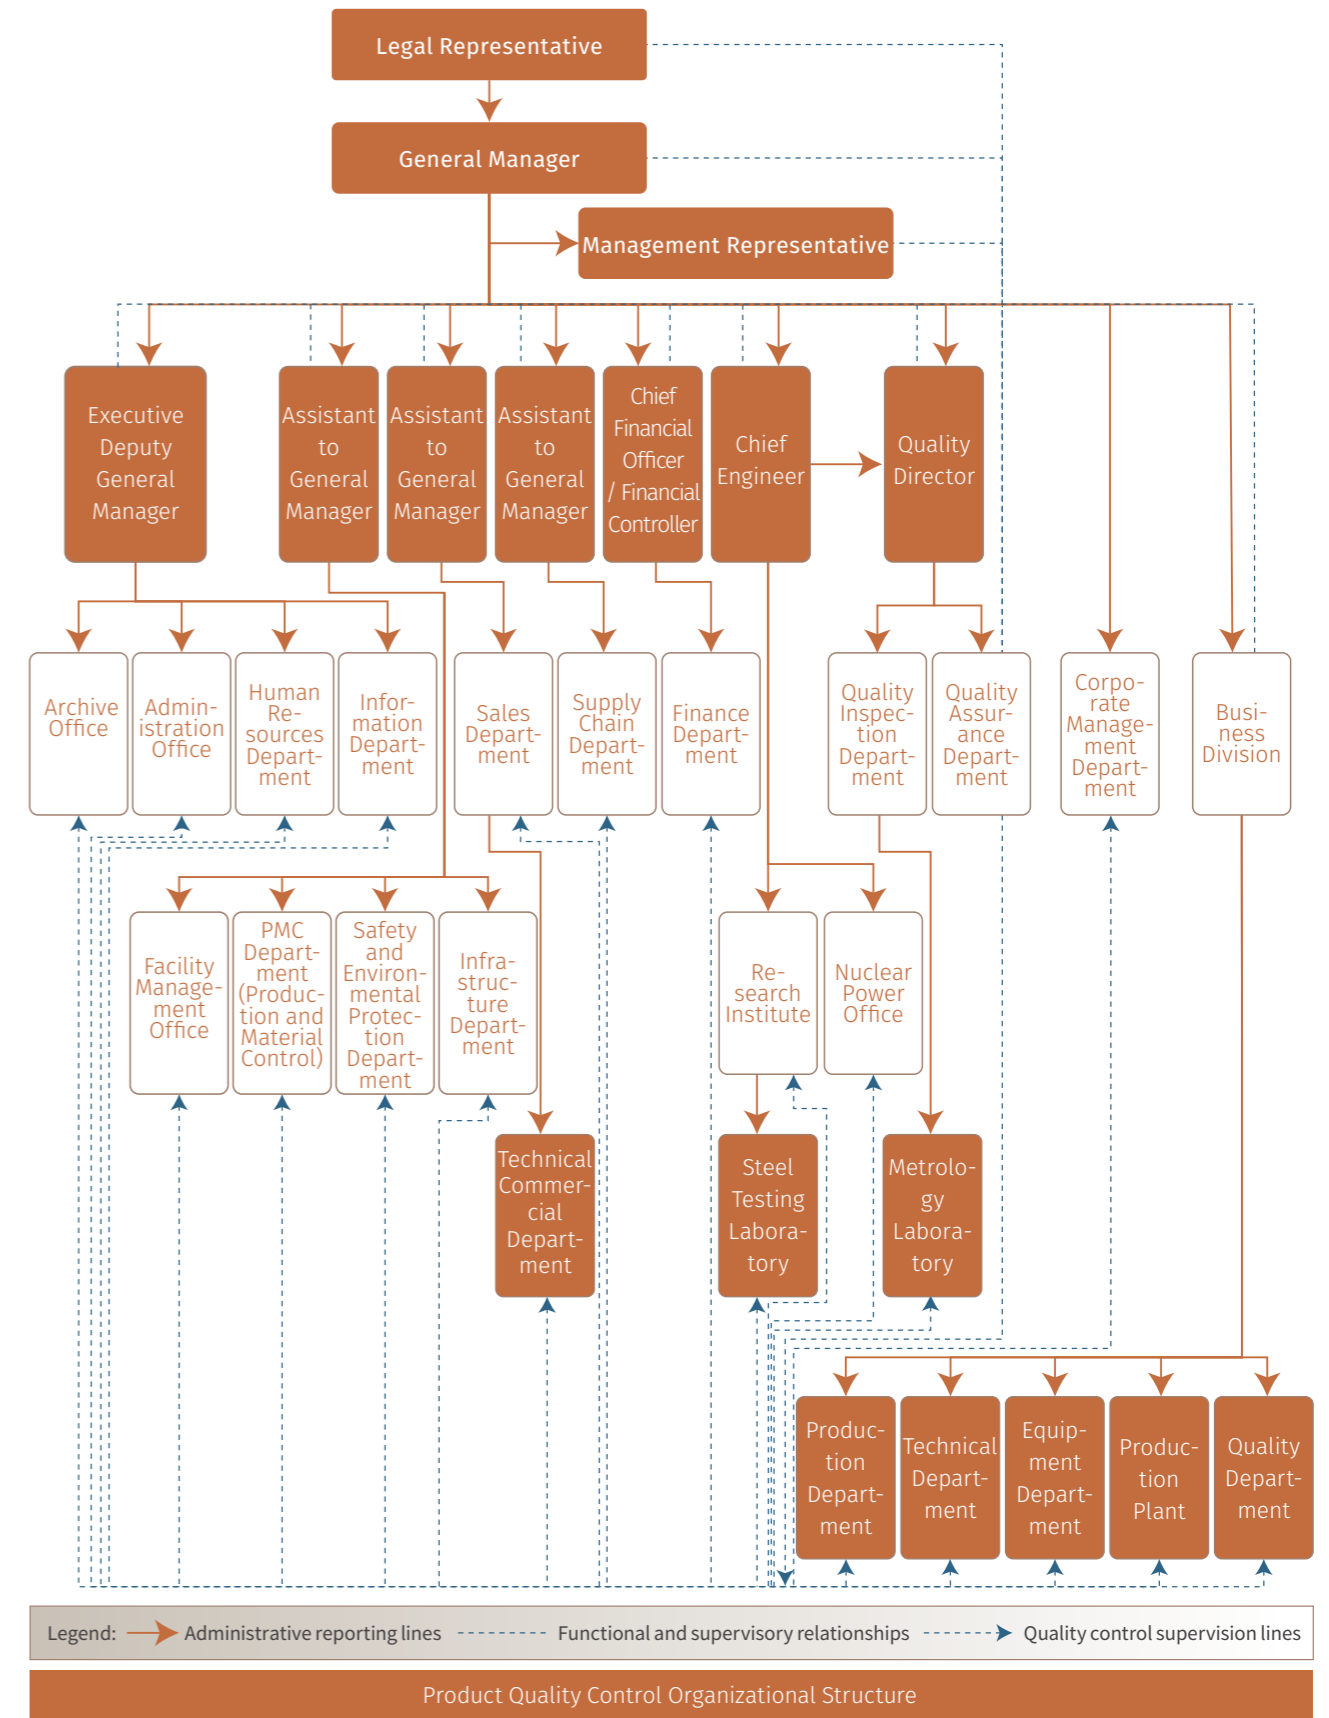 Legal Representative
General Manager
Management Representative
Executive
Deputy
General
Manager
Assistant
to
General
Manager
Assistant
to
General
Manager
Assistant
to
General
Manager
Chief
Financial
Officer
/ Financial
Controller
Chief
Engineer
Quality
Director
Archive
Office
Admin-
istration
Office
Human
Re-
sources
Depart-
ment
Infor-
mation
Depart-
ment
Sales
Depart-
ment
Supply
Chain
Depart-
ment
Finance
Depart-
ment
Quality
Inspec-
tion
Depart-
ment
Quality
Assur-
ance
Depart-
ment
Corpo-
rate
Manage-
ment
Depart-
ment
Busi-
ness
Division
Facility
Manage-
ment
Office
PMC
Depart-
ment
(Produc-
tion and
Material
Control)
Safety
and
Environ-
mental
Protec-
tion
Depart-
ment
Infra-
struc-
ture
Depart-
ment
Re-
search
Institute
Nuclear
Power
Office
Technical
Commer-
cial
Depart-
ment
Steel
Testing
Labora-
tory
Metrolo-
gy
Labora-
tory
Produc-
tion
Depart-
ment
Technical
Depart-
ment
Equip-
ment
Depart-
ment
Produc-
tion
Plant
Quality
Depart-
ment
Legend: Administrative reporting lines Functional and supervisory relationships Quality control supervision lines
Product Quality Control Organizational Structure